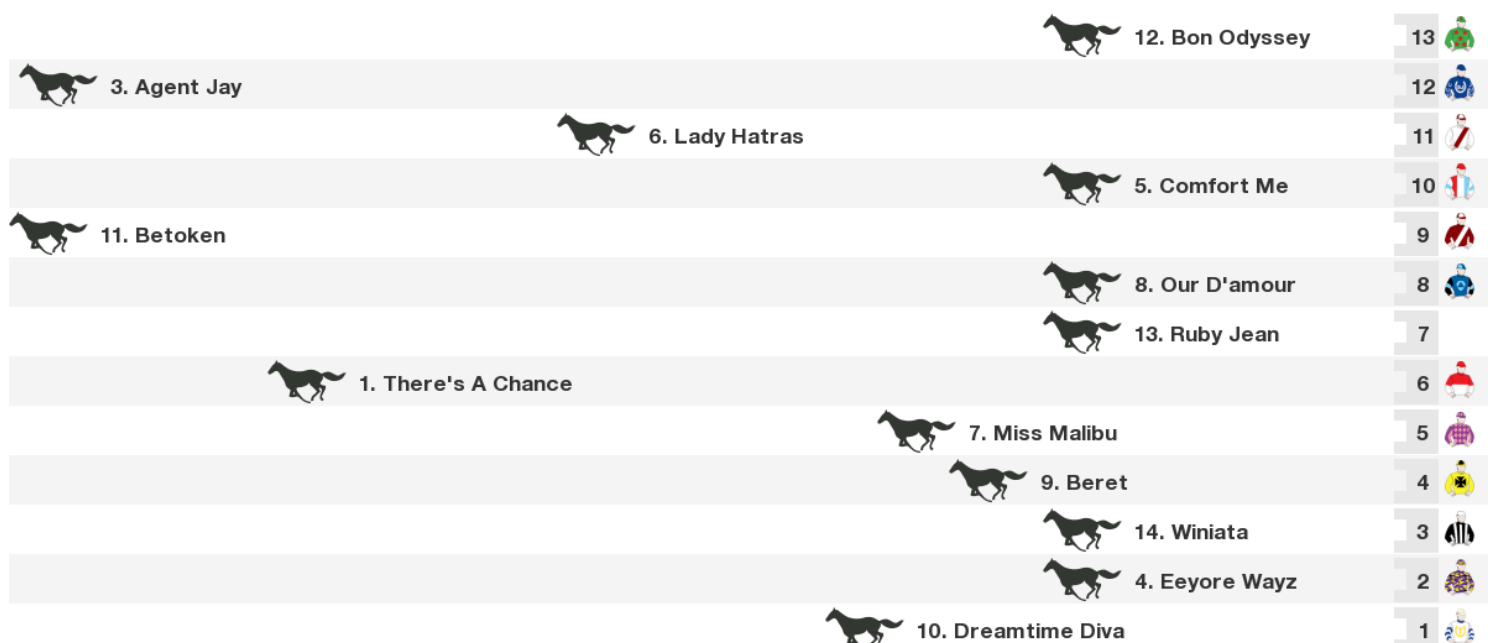 12. Bon Odyssey 13
3. Agent Jay 12
6. Lady Hatras 11
5. Comfort Me 10
11. Betoken 9
8. Our D'amour 8
13. Ruby Jean 7
1. There's A Chance 6
7. Miss Malibu 5
9. Beret 4
14. Winiata 3
4. Eeyore Wayz 2
10. Dreamtime Diva 1